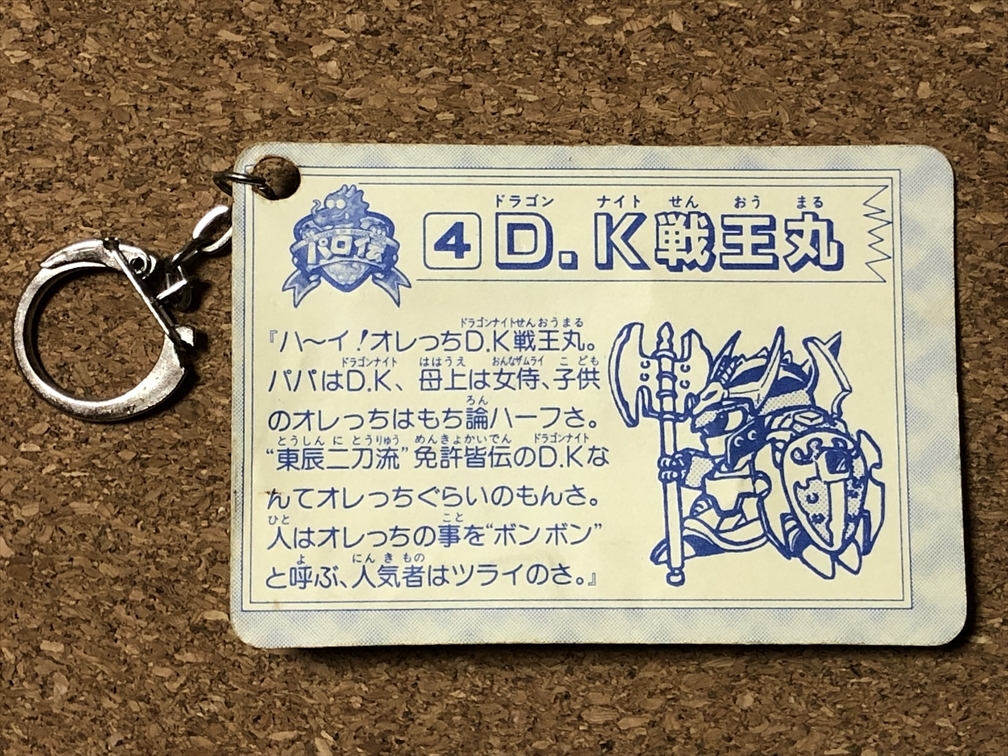 パロ伝
4 D.K戦王丸
ドラゴン ナイト せん おう まる
『ハ～イ!オレっちD.K戦王丸。
ドラゴンナイトせんおうまる
パパはD.K、母上は女侍、子供
ドラゴンナイト ははうえ おんなザムライ こども
のオレっちはもち論ハーフさ。
ろん
“東辰二刀流”免許皆伝のD.Kな
とうしん に とうりゅう めんきょかいでん ドラゴンナイト
んてオレっちぐらいのもんさ。
人はオレっちの事を“ボンボン”
ひと こと
と呼ぶ、人気者はツライのさ。』
よ にんきもの